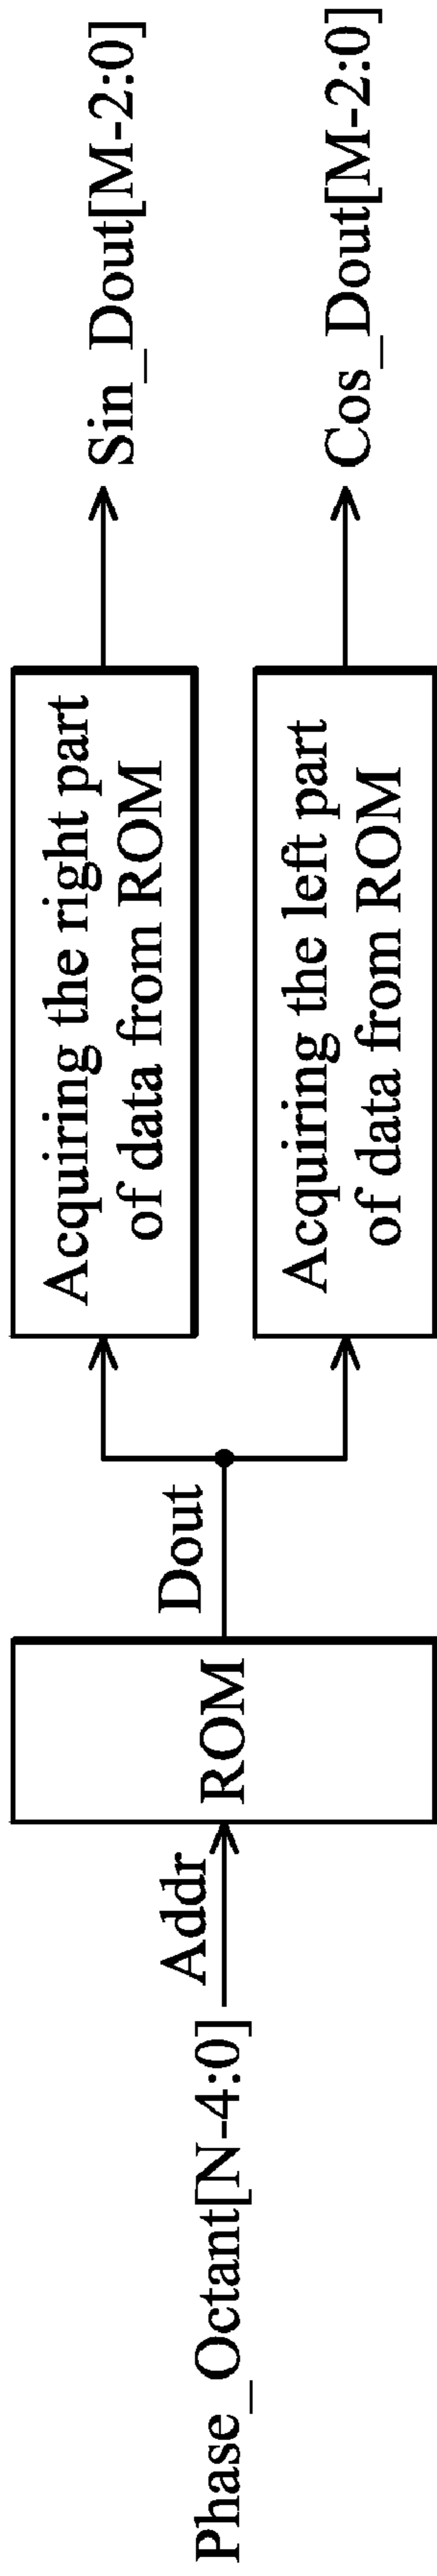 Phase_Octant[N-4:0]
Addr
ROM
Dout
Acquiring the right part
of data from ROM
Sin_Dout[M-2:0]
Acquiring the left part
of data from ROM
Cos_Dout[M-2:0]